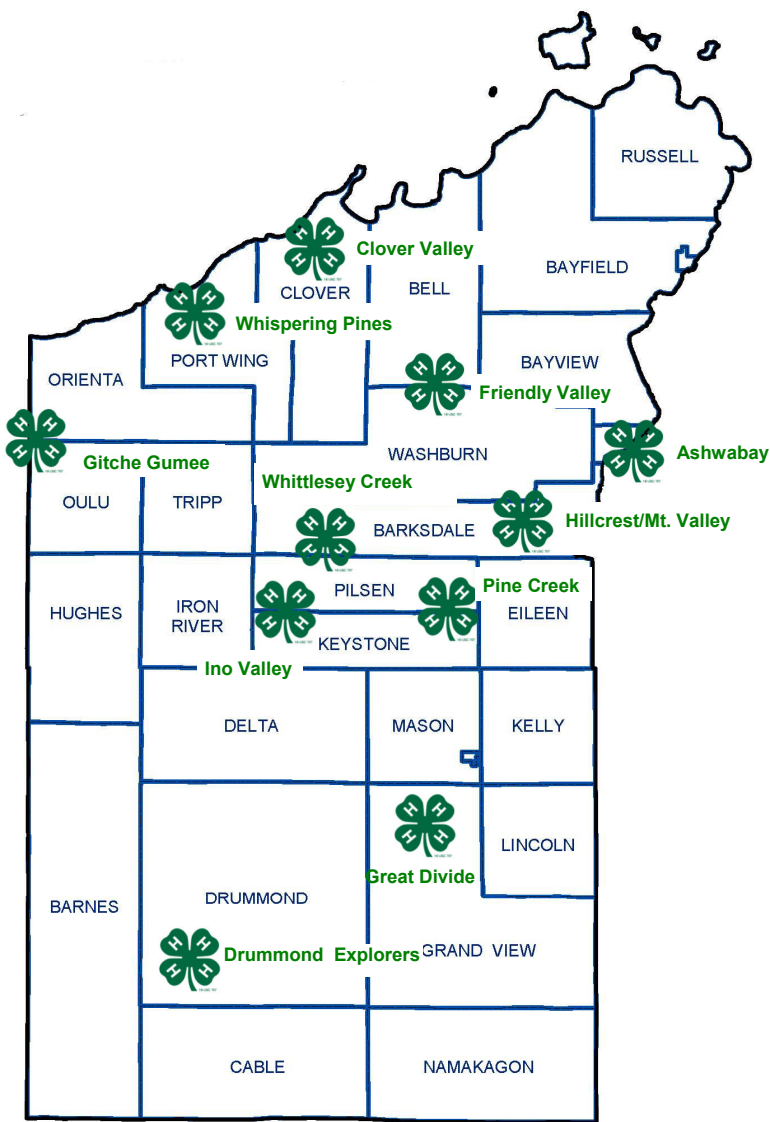 RUSSELL
BAYFIELD
Clover Valley
CLOVER
BELL
Whispering Pines
PORT WING
BAYVIEW
ORIENTA
Friendly Valley
Gitche Gumee
WASHBURN
Ashwabay
Whittlesey Creek
OULU
TRIPP
Hillcrest/Mt. Valley
BARKSDALE
PILSEN
Pine Creek
HUGHES
IRON
RIVER
EILEEN
KEYSTONE
Ino Valley
DELTA
MASON
KELLY
LINCOLN
Great Divide
BARNES
DRUMMOND
Drummond Explorers
GRAND VIEW
CABLE
NAMAKAGON
H H H H
H H H H
H H H H
H H H H
H H H H
H H H H
H H H H
H H H H
H H H H
H H H H
H H H H